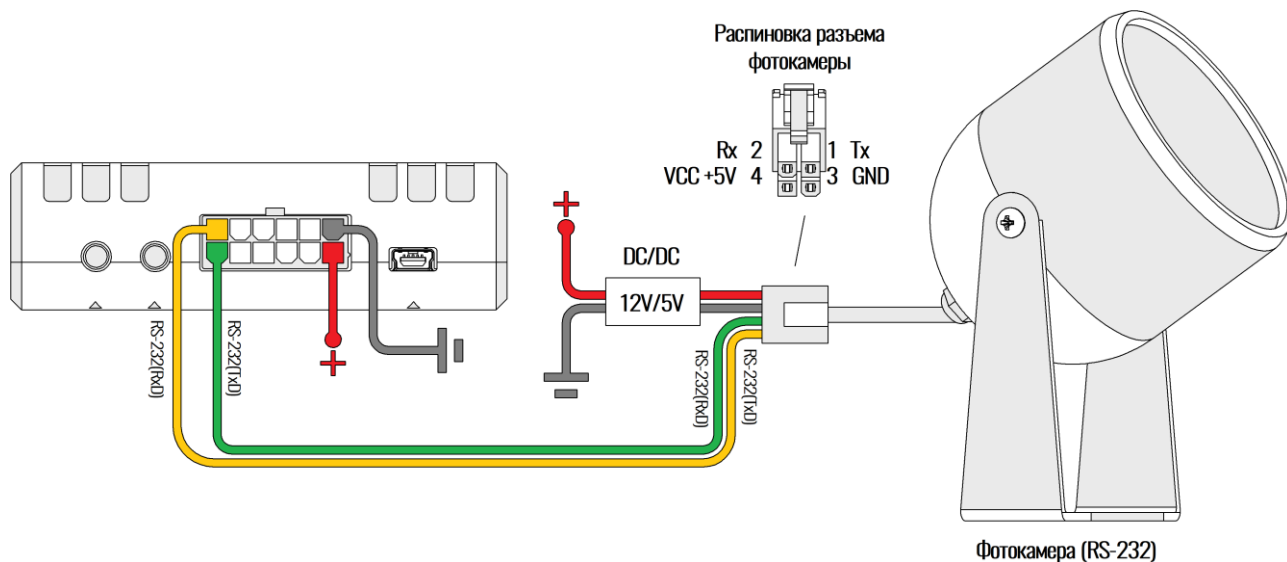 Распиновка разъема
фотокамеры
Rx 2 1 Tx
VCC +5V 4 3 GND
+
DC/DC
12V/5V
+
RS-232(RxD)
RS-232(TxD)
RS-232(RxD)
RS-232(TxD)
Фотокамера (RS-232)